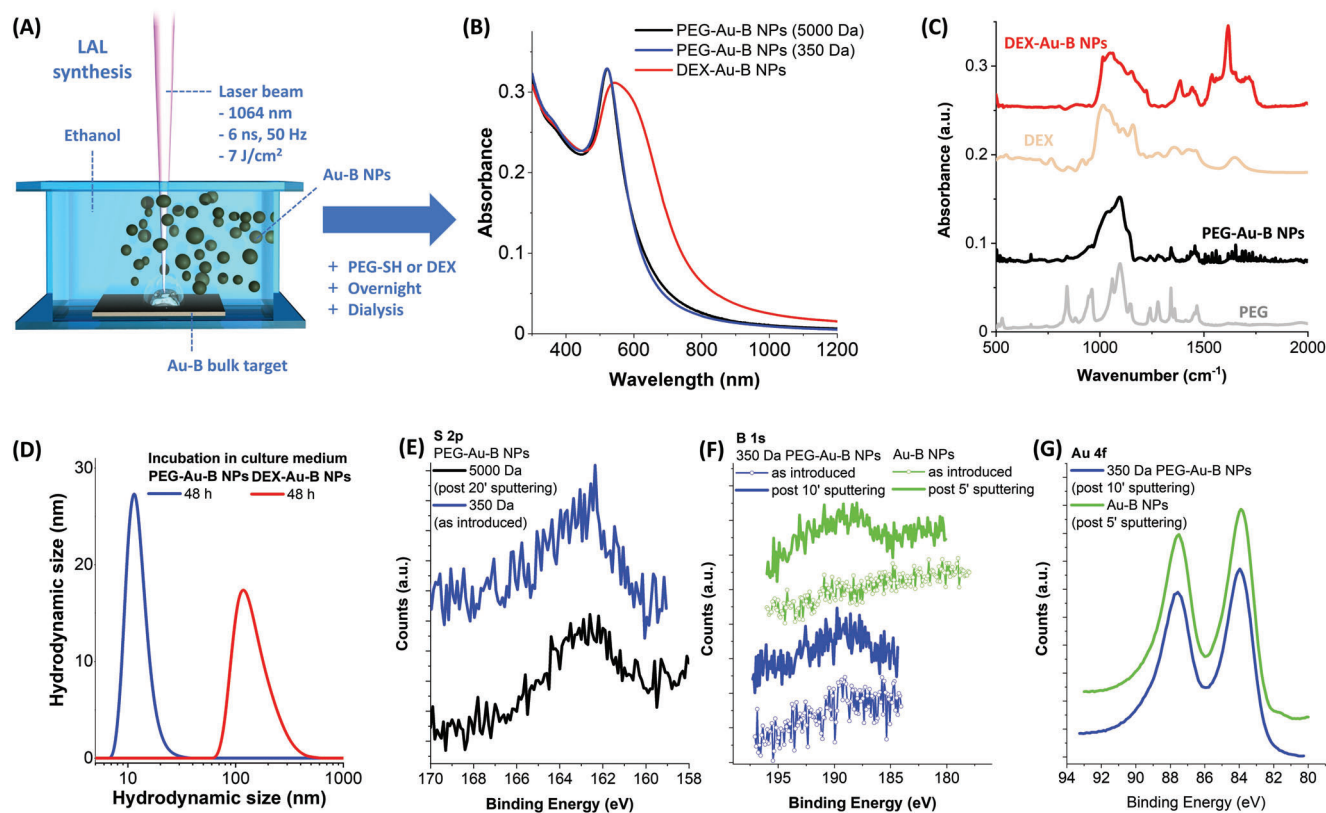 (A)
LAL
synthesis
Laser beam
- 1064 nm
- 6 ns, 50 Hz
- 7 J/cm²
Ethanol
Au-B NPs
+ PEG-SH or DEX
+ Overnight
+ Dialysis
Au-B bulk target
(B)
PEG-Au-B NPs (5000 Da)
PEG-Au-B NPs (350 Da)
DEX-Au-B NPs
Absorbance
0.3
0.2
0.1
0
400 600 800 1000 1200
Wavelength (nm)
(C)
DEX-Au-B NPs
DEX
PEG-Au-B NPs
PEG
Absorbance (a.u.)
0.3
0.2
0.1
0
500 1000 1500 2000
Wavenumber (cm⁻¹)
(D)
Incubation in culture medium
PEG-Au-B NPs DEX-Au-B NPs
48 h 48 h
Hydrodynamic size (nm)
30
20
10
0
10 100 1000
Hydrodynamic size (nm)
(E)
S 2p
PEG-Au-B NPs
5000 Da
(post 20' sputtering)
350 Da
(as introduced)
Counts (a.u.)
170 168 166 164 162 160 158
Binding Energy (eV)
(F)
B 1s
350 Da PEG-Au-B NPs Au-B NPs
as introduced as introduced
post 10' sputtering post 5' sputtering
Counts (a.u.)
195 190 185 180
Binding Energy (eV)
(G)
Au 4f
350 Da PEG-Au-B NPs
(post 10' sputtering)
Au-B NPs
(post 5' sputtering)
Counts (a.u.)
94 92 90 88 86 84 82 80
Binding Energy (eV)